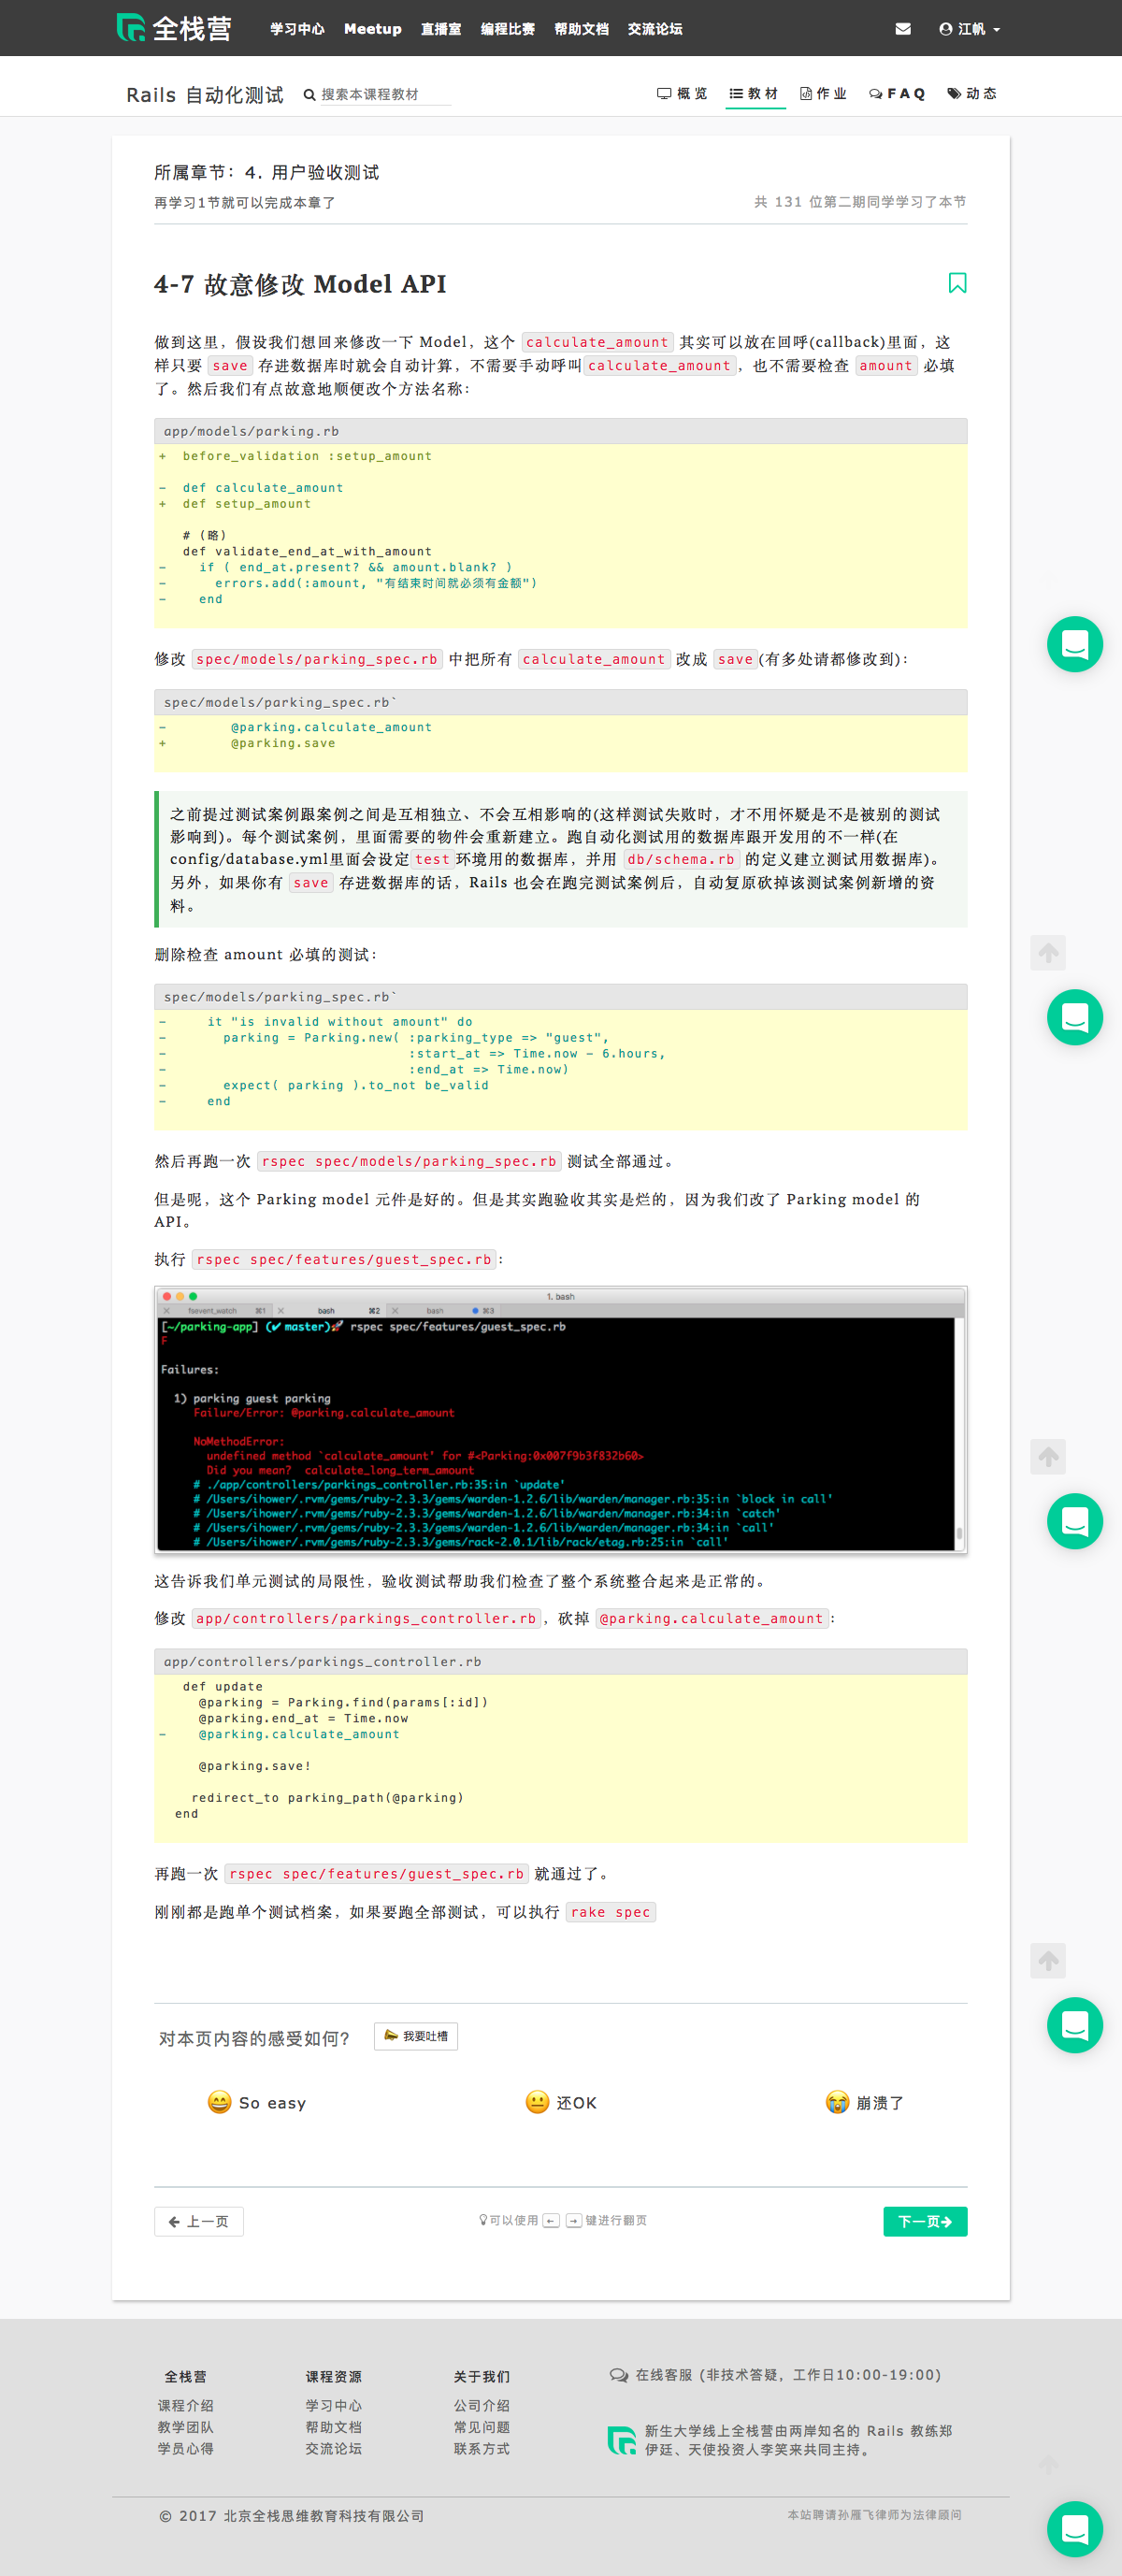 全栈营 学习中心 Meetup 直播室 编程比赛 帮助文档 交流论坛 江帆
Rails 自动化测试 搜索本课程教材 概览 教材 作业 FAQ 动态
所属章节：4. 用户验收测试
再学习1节就可以完成本章了 共 131 位第二期同学学习了本节
4-7 故意修改 Model API
做到这里，假设我们想回来修改一下 Model，这个 calculate_amount 其实可以放在回呼(callback)里面，这
样只要 save 存进数据库时就会自动计算，不需要手动呼叫calculate_amount，也不需要检查 amount 必填
了。然后我们有点故意地顺便改个方法名称：
app/models/parking.rb
+  before_validation :setup_amount
-  def calculate_amount
+  def setup_amount
   # (略)
   def validate_end_at_with_amount
-    if ( end_at.present? && amount.blank? )
-      errors.add(:amount, "有结束时间就必须有金额")
-    end
修改 spec/models/parking_spec.rb 中把所有 calculate_amount 改成 save(有多处请都修改到)：
spec/models/parking_spec.rb`
-        @parking.calculate_amount
+        @parking.save
之前提过测试案例跟案例之间是互相独立、不会互相影响的(这样测试失败时，才不用怀疑是不是被别的测试
影响到)。每个测试案例，里面需要的物件会重新建立。跑自动化测试用的数据库跟开发用的不一样(在
config/database.yml里面会设定test环境用的数据库，并用 db/schema.rb 的定义建立测试用数据库)。
另外，如果你有 save 存进数据库的话，Rails 也会在跑完测试案例后，自动复原砍掉该测试案例新增的资
料。
删除检查 amount 必填的测试：
spec/models/parking_spec.rb`
-     it "is invalid without amount" do
-       parking = Parking.new( :parking_type => "guest",
-                              :start_at => Time.now - 6.hours,
-                              :end_at => Time.now)
-       expect( parking ).to_not be_valid
-     end
然后再跑一次 rspec spec/models/parking_spec.rb 测试全部通过。
但是呢，这个 Parking model 元件是好的。但是其实跑验收其实是烂的，因为我们改了 Parking model 的
API。
执行 rspec spec/features/guest_spec.rb：
1. bash
fsevent_watch ⌘1 bash ⌘2 bash ⌘3
[~/parking-app] (✔ master)🚀 rspec spec/features/guest_spec.rb
F
Failures:
1) parking guest parking
Failure/Error: @parking.calculate_amount
NoMethodError:
undefined method `calculate_amount' for #<Parking:0x007f9b3f832b60>
Did you mean?  calculate_long_term_amount
# ./app/controllers/parkings_controller.rb:35:in `update'
# /Users/ihower/.rvm/gems/ruby-2.3.3/gems/warden-1.2.6/lib/warden/manager.rb:35:in `block in call'
# /Users/ihower/.rvm/gems/ruby-2.3.3/gems/warden-1.2.6/lib/warden/manager.rb:34:in `catch'
# /Users/ihower/.rvm/gems/ruby-2.3.3/gems/warden-1.2.6/lib/warden/manager.rb:34:in `call'
# /Users/ihower/.rvm/gems/ruby-2.3.3/gems/rack-2.0.1/lib/rack/etag.rb:25:in `call'
这告诉我们单元测试的局限性，验收测试帮助我们检查了整个系统整合起来是正常的。
修改 app/controllers/parkings_controller.rb，砍掉 @parking.calculate_amount：
app/controllers/parkings_controller.rb
   def update
     @parking = Parking.find(params[:id])
     @parking.end_at = Time.now
-    @parking.calculate_amount
     @parking.save!
    redirect_to parking_path(@parking)
  end
再跑一次 rspec spec/features/guest_spec.rb 就通过了。
刚刚都是跑单个测试档案，如果要跑全部测试，可以执行 rake spec
对本页内容的感受如何？ 我要吐槽
😄 So easy 😐 还OK 😭 崩溃了
← 上一页 可以使用 ← → 键进行翻页 下一页→
全栈营 课程资源 关于我们 在线客服 (非技术答疑，工作日10:00-19:00)
课程介绍 学习中心 公司介绍
教学团队 帮助文档 常见问题 新生大学线上全栈营由两岸知名的 Rails 教练郑
学员心得 交流论坛 联系方式 伊廷、天使投资人李笑来共同主持。
© 2017 北京全栈思维教育科技有限公司 本站聘请孙雁飞律师为法律顾问